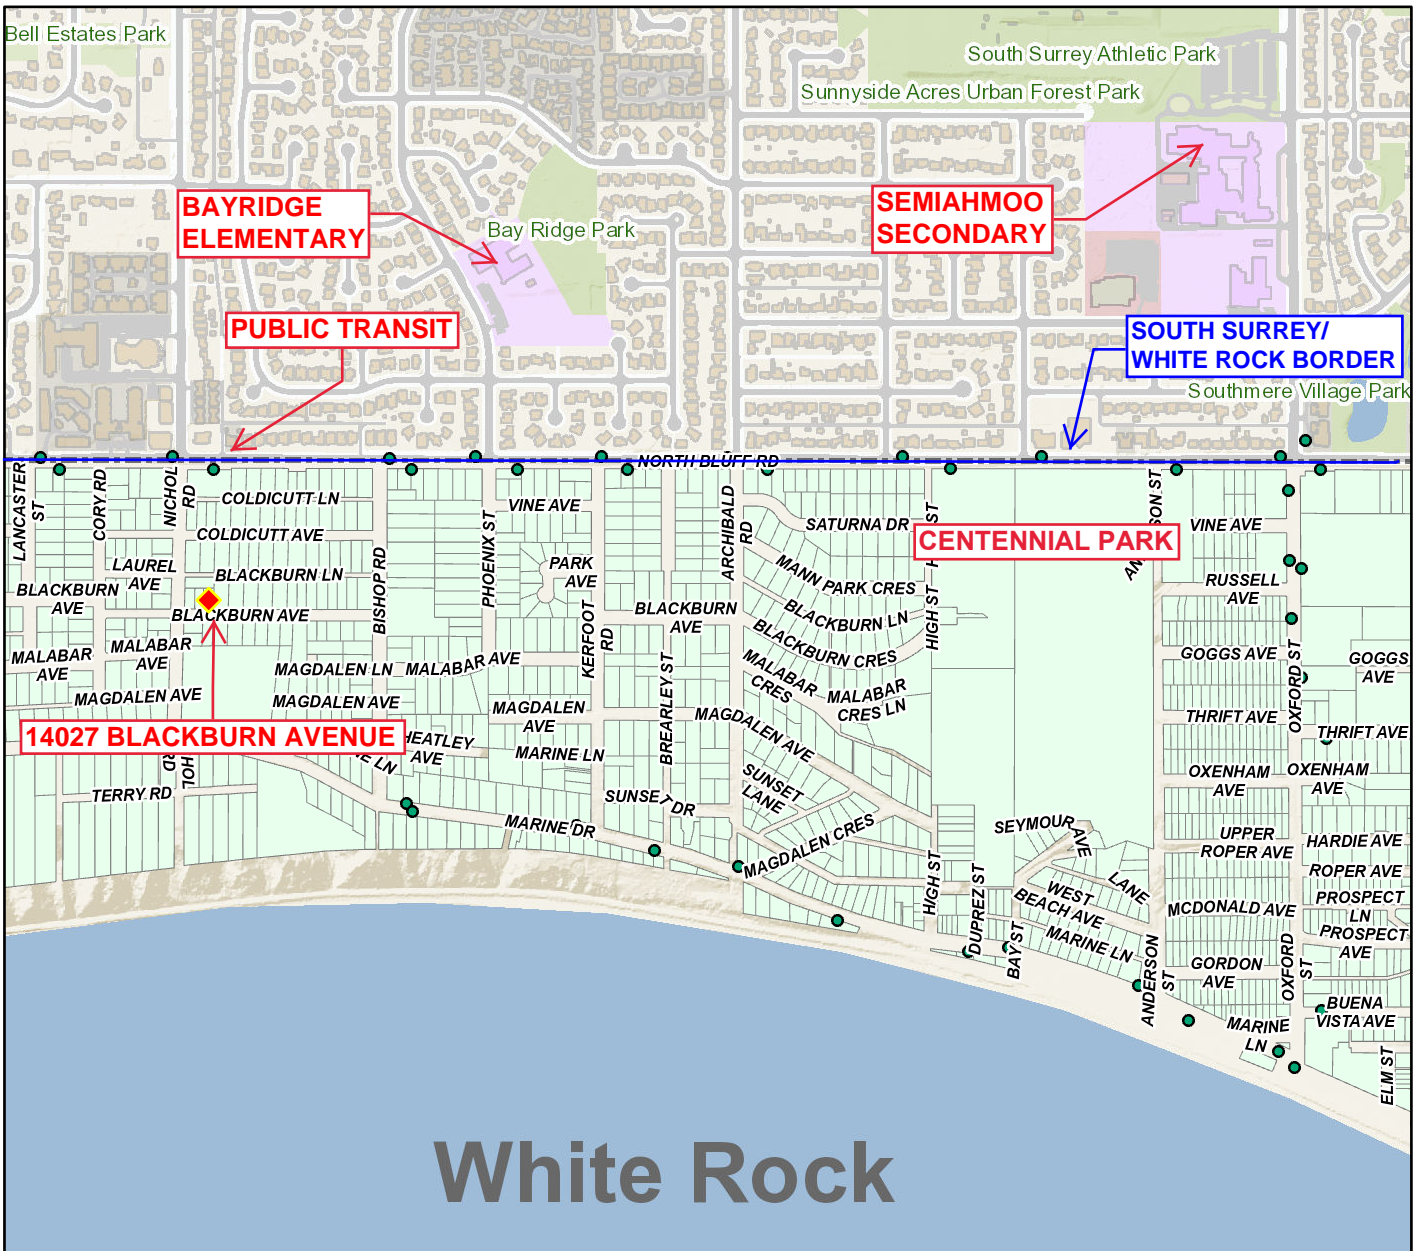 Bell Estates Park
South Surrey Athletic Park
Sunnyside Acres Urban Forest Park
BAYRIDGE
ELEMENTARY
Bay Ridge Park
SEMIAHMOO
SECONDARY
PUBLIC TRANSIT
SOUTH SURREY/
WHITE ROCK BORDER
Southmere Village Park
NORTH BLUFF RD
LANCASTER
ST
CORY RD
NICHOL
RD
COLDICUTT LN
COLDICUTT AVE
LAUREL
AVE
BLACKBURN LN
BLACKBURN
AVE
BLACKBURN AVE
BISHOP RD
PHOENIX ST
VINE AVE
PARK
AVE
KERFOOT
RD
BLACKBURN
AVE
BREARLEY ST
ARCHBALD
RD
SATURNA DR
HIGH ST
CENTENNIAL PARK
MANN PARK CRES
BLACKBURN LN
BLACKBURN CRES
MALABAR
CRES
MALABAR
CRES LN
VINE AVE
RUSSELL
AVE
GOGGS AVE
GOGGS
AVE
OXFORD ST
THRIFT AVE
THRIFT AVE
OXENHAM
AVE
OXENHAM
AVE
MALABAR
AVE
MALABAR
AVE
MAGDALEN AVE
MAGDALEN LN
MALABAR AVE
MAGDALEN AVE
MAGDALEN
AVE
MAGDALEN AVE
14027 BLACKBURN AVENUE
HEATLEY
AVE
MARINE LN
TERRY RD
SUNSET DR
SUNSET
LANE
MARINE DR
MAGDALEN CRES
SEYMOUR AVE
UPPER
ROPER AVE
HARDIE AVE
ROPER AVE
HIGH ST
DUPREZ ST
WEST
BEACH AVE
LANE
MCDONALD AVE
PROSPECT
LN
PROSPECT
AVE
BAY ST
MARINE LN
ANDERSON
ST
GORDON
AVE
OXFORD
ST
BUENA
VISTA AVE
MARINE
LN
ELM ST
White Rock